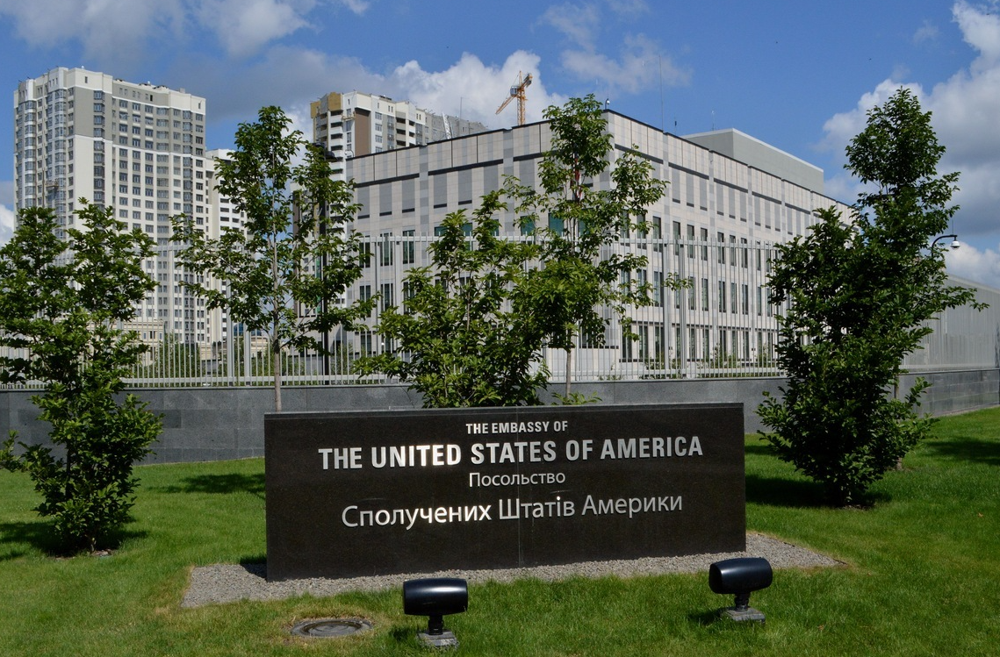 THE EMBASSY OF
THE UNITED STATES OF AMERICA
Посольство
Сполучених Штатів Америки